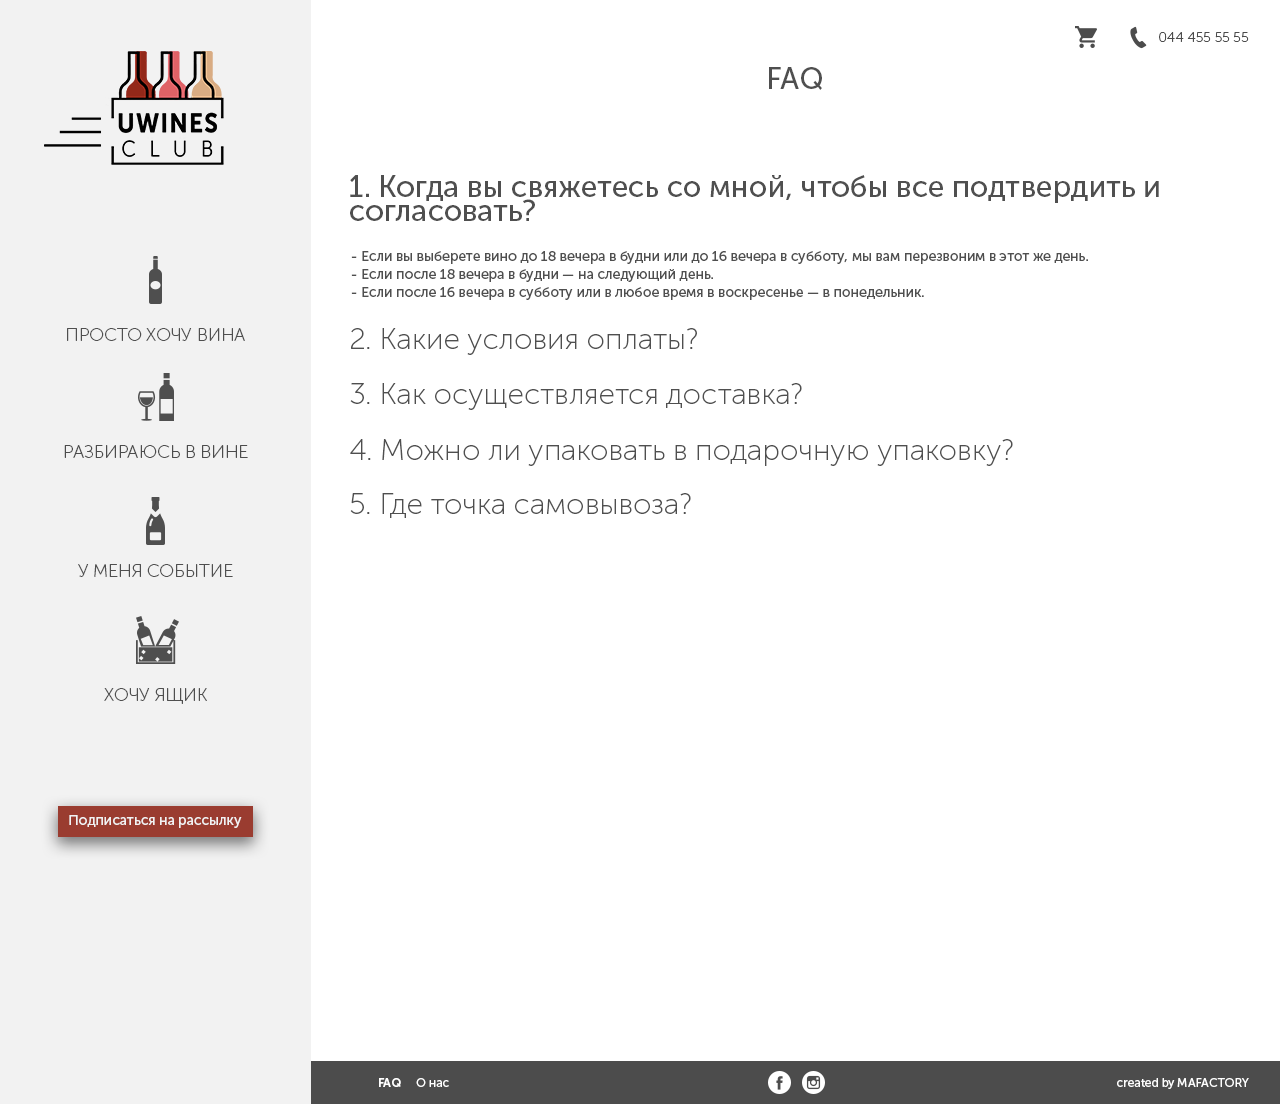 UWINES
CLUB
ПРОСТО ХОЧУ ВИНА
РАЗБИРАЮСЬ В ВИНЕ
У МЕНЯ СОБЫТИЕ
ХОЧУ ЯЩИК
Подписаться на рассылку
044 455 55 55
FAQ
1. Когда вы свяжетесь со мной, чтобы все подтвердить и
согласовать?
- Если вы выберете вино до 18 вечера в будни или до 16 вечера в субботу, мы вам перезвоним в этот же день.
- Если после 18 вечера в будни — на следующий день.
- Если после 16 вечера в субботу или в любое время в воскресенье — в понедельник.
2. Какие условия оплаты?
3. Как осуществляется доставка?
4. Можно ли упаковать в подарочную упаковку?
5. Где точка самовывоза?
FAQ О нас
created by MAFACTORY